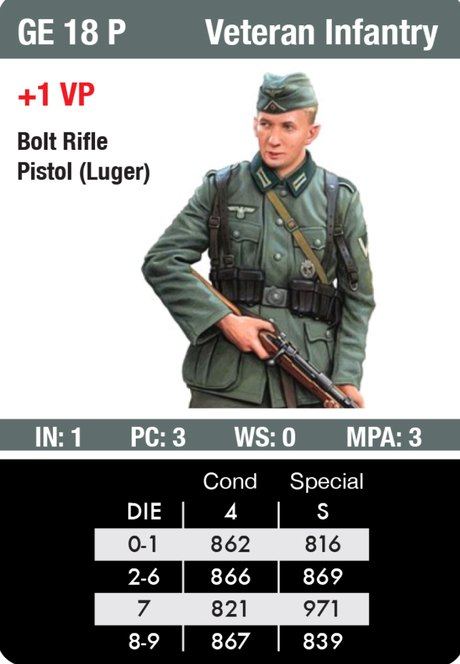 GE 18 P Veteran Infantry
+1 VP
Bolt Rifle
Pistol (Luger)
IN: 1 PC: 3 WS: 0 MPA: 3
Cond Special
DIE 4 S
0-1 862 816
2-6 866 869
7 821 971
8-9 867 839